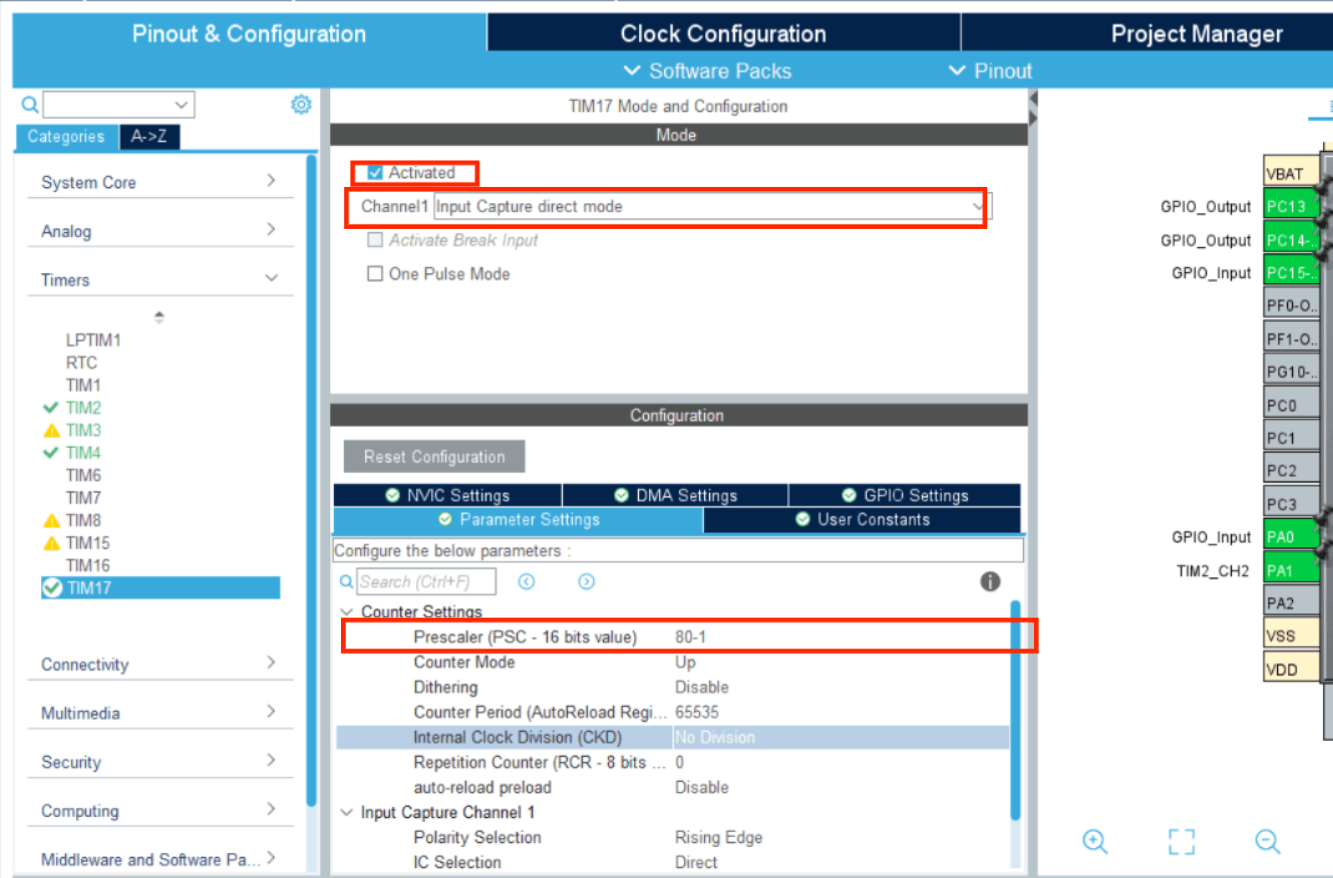 Pinout & Configuration
Clock Configuration
Project Manager
Software Packs
Pinout
Categories
A->Z
System Core
Analog
Timers
LPTIM1
RTC
TIM1
TIM2
TIM3
TIM4
TIM6
TIM7
TIM8
TIM15
TIM16
TIM17
Connectivity
Multimedia
Security
Computing
Middleware and Software Pa...
TIM17 Mode and Configuration
Mode
Activated
Channel1 Input Capture direct mode
Activate Break Input
One Pulse Mode
Configuration
Reset Configuration
NVIC Settings
DMA Settings
GPIO Settings
Parameter Settings
User Constants
Configure the below parameters :
Search (Ctrl+F)
Counter Settings
Prescaler (PSC - 16 bits value) 80-1
Counter Mode Up
Dithering Disable
Counter Period (AutoReload Regi... 65535
Internal Clock Division (CKD) No Division
Repetition Counter (RCR - 8 bits ... 0
auto-reload preload Disable
Input Capture Channel 1
Polarity Selection Rising Edge
IC Selection Direct
VBAT
GPIO_Output PC13
GPIO_Output PC14-..
GPIO_Input PC15-..
PF0-O..
PF1-O..
PG10-..
PC0
PC1
PC2
PC3
GPIO_Input PA0
TIM2_CH2 PA1
PA2
VSS
VDD